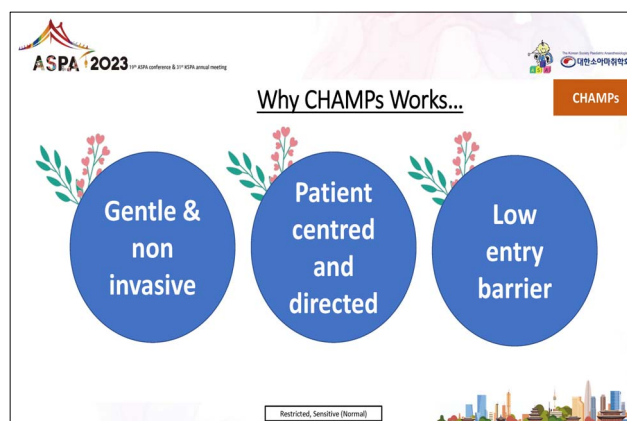 ASPA 2023 19th ASPA conference & 31st KSPA annual meeting
대한소아마취학회
Why CHAMPs Works...
CHAMPs
Gentle &
non
invasive
Patient
centred
and
directed
Low
entry
barrier
Restricted, Sensitive (Normal)